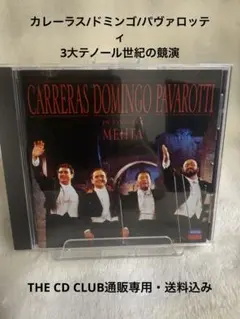 カレーラス/ドミンゴ/パヴァロッテ
ィ
3大テノール世紀の競演
CARRERAS DOMINGO PAVAROTTI
MEHTA
THE CD CLUB通販専用・送料込み